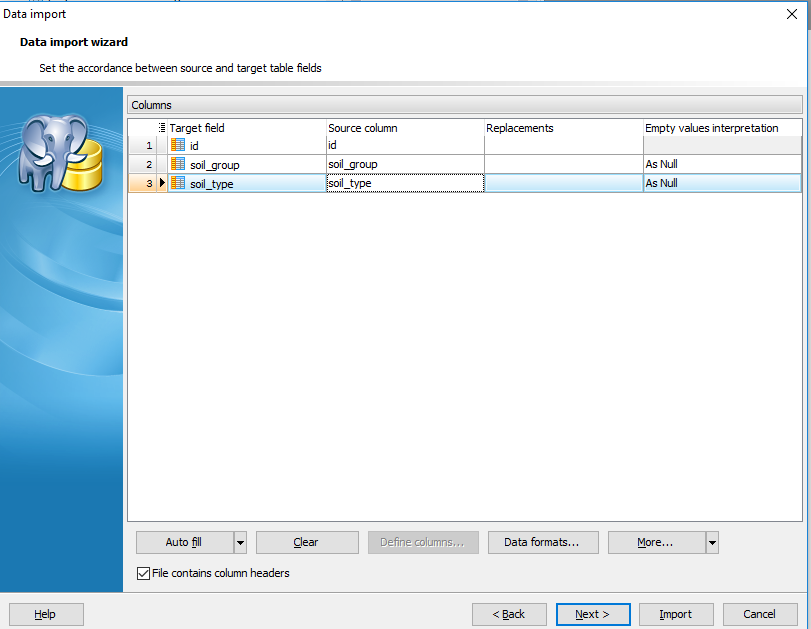 Data import
Data import wizard
Set the accordance between source and target table fields
Columns
Target field Source column Replacements Empty values interpretation
1 id id
2 soil_group soil_group As Null
3 soil_type soil_type As Null
Auto fill Clear Define columns... Data formats... More...
File contains column headers
Help < Back Next > Import Cancel